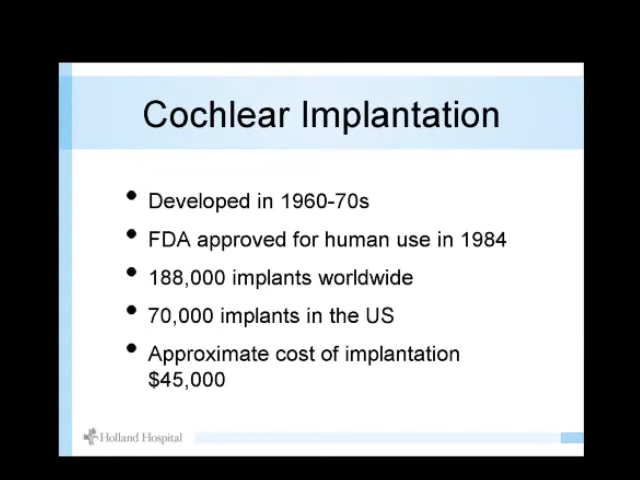 Cochlear Implantation
• Developed in 1960-70s
• FDA approved for human use in 1984
• 188,000 implants worldwide
• 70,000 implants in the US
• Approximate cost of implantation
$45,000
Holland Hospital